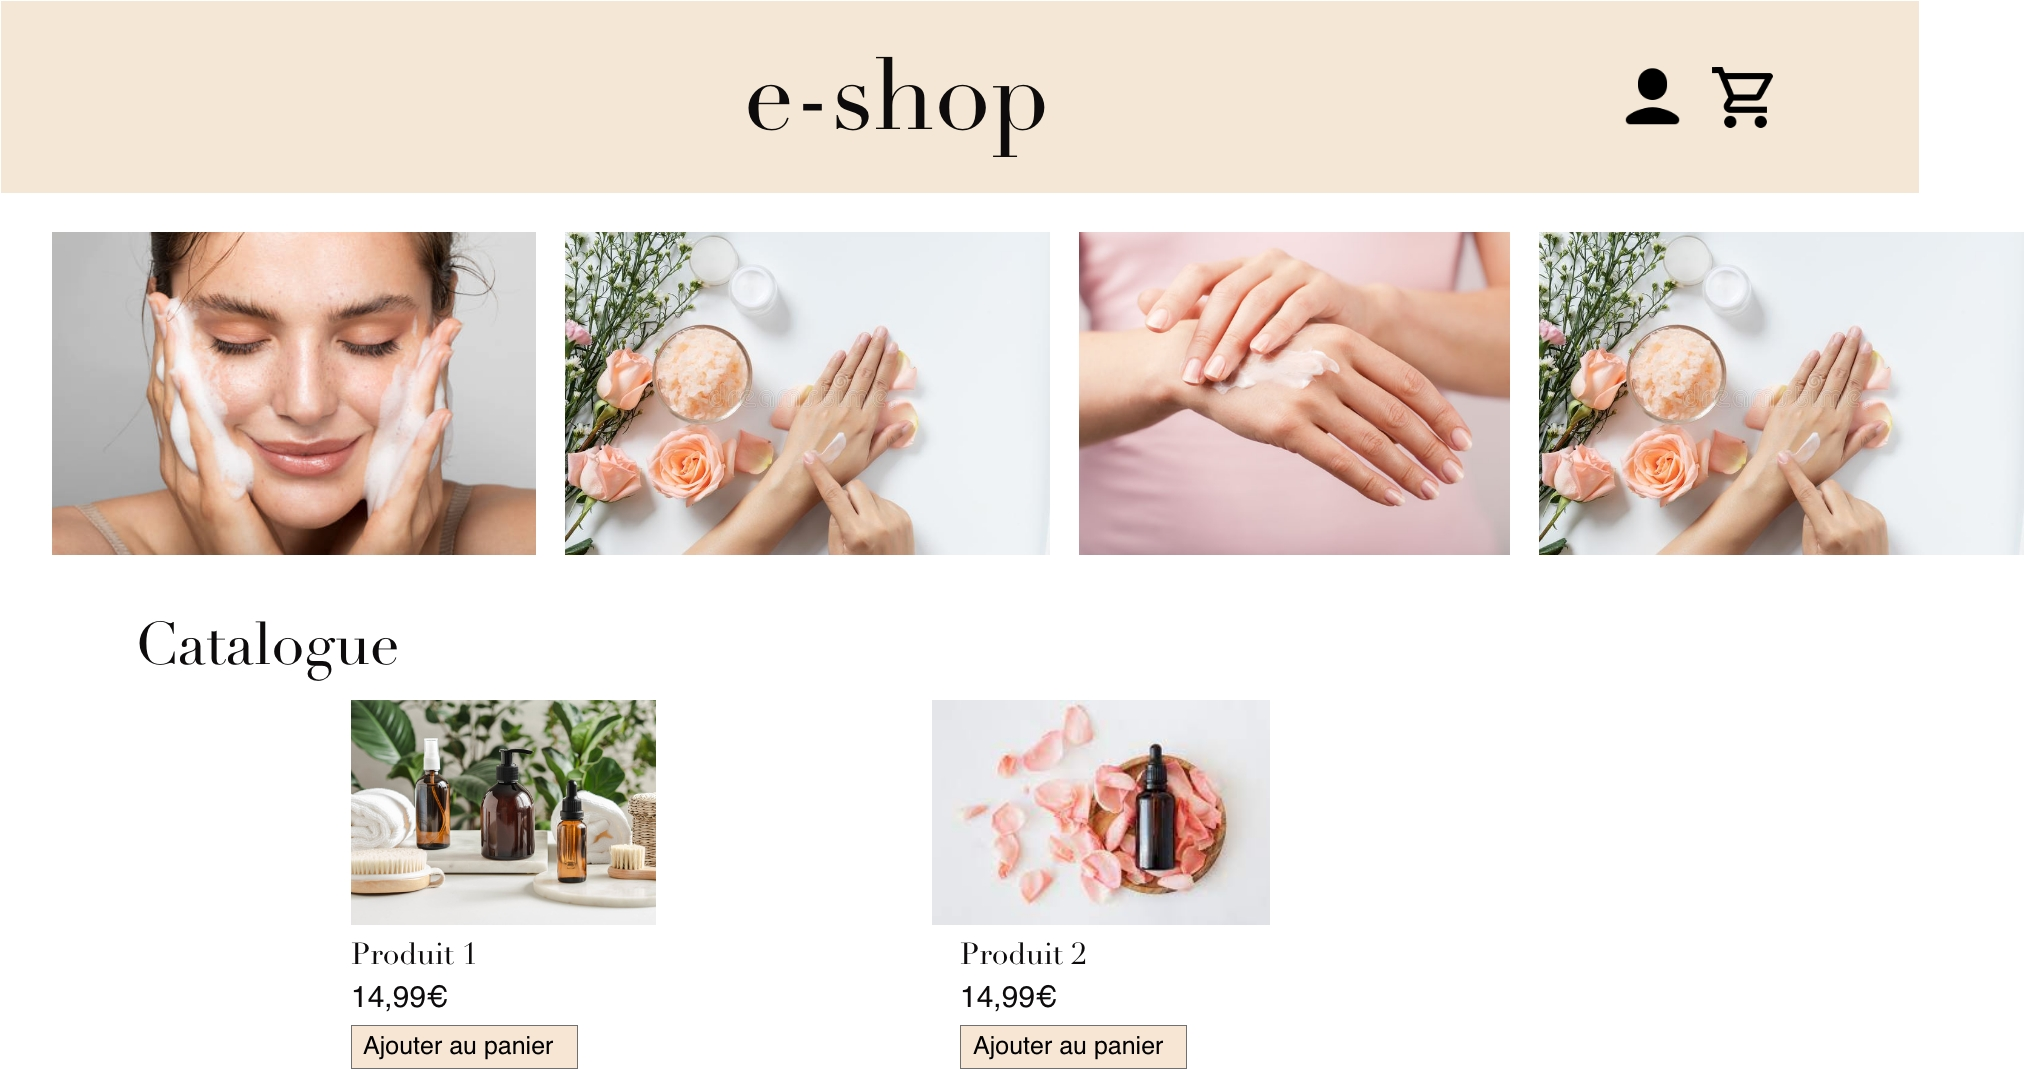 e-shop
Catalogue
Produit 1
14,99€
Ajouter au panier
Produit 2
14,99€
Ajouter au panier